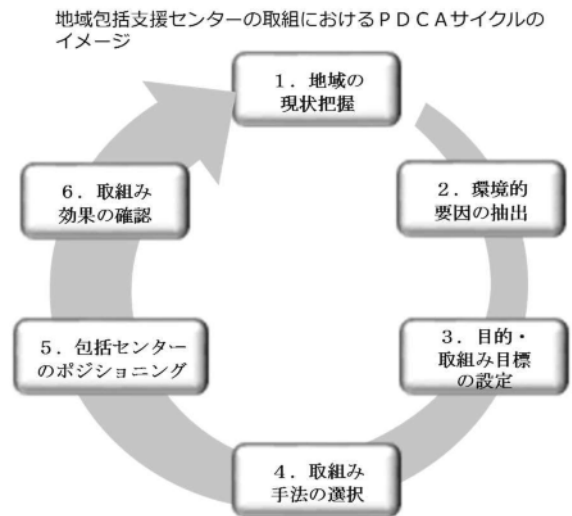 地域包括支援センターの取組におけるＰＤＣＡサイクルの
イメージ
１．地域の
現状把握
２．環境的
要因の抽出
３．目的・
取組み目標
の設定
４．取組み
手法の選択
５．包括センター
のポジショニング
６．取組み
効果の確認